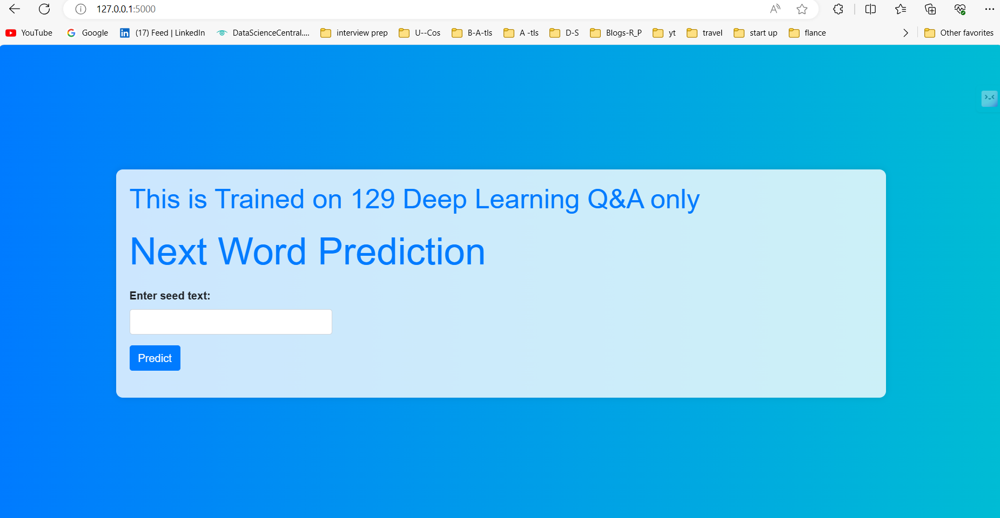 127.0.0.1:5000
YouTube Google (17) Feed | LinkedIn DataScienceCentral.... interview prep U--Cos B-A-tls A -tls D-S Blogs-R_P yt travel start up flance Other favorites
This is Trained on 129 Deep Learning Q&A only
Next Word Prediction
Enter seed text:
Predict